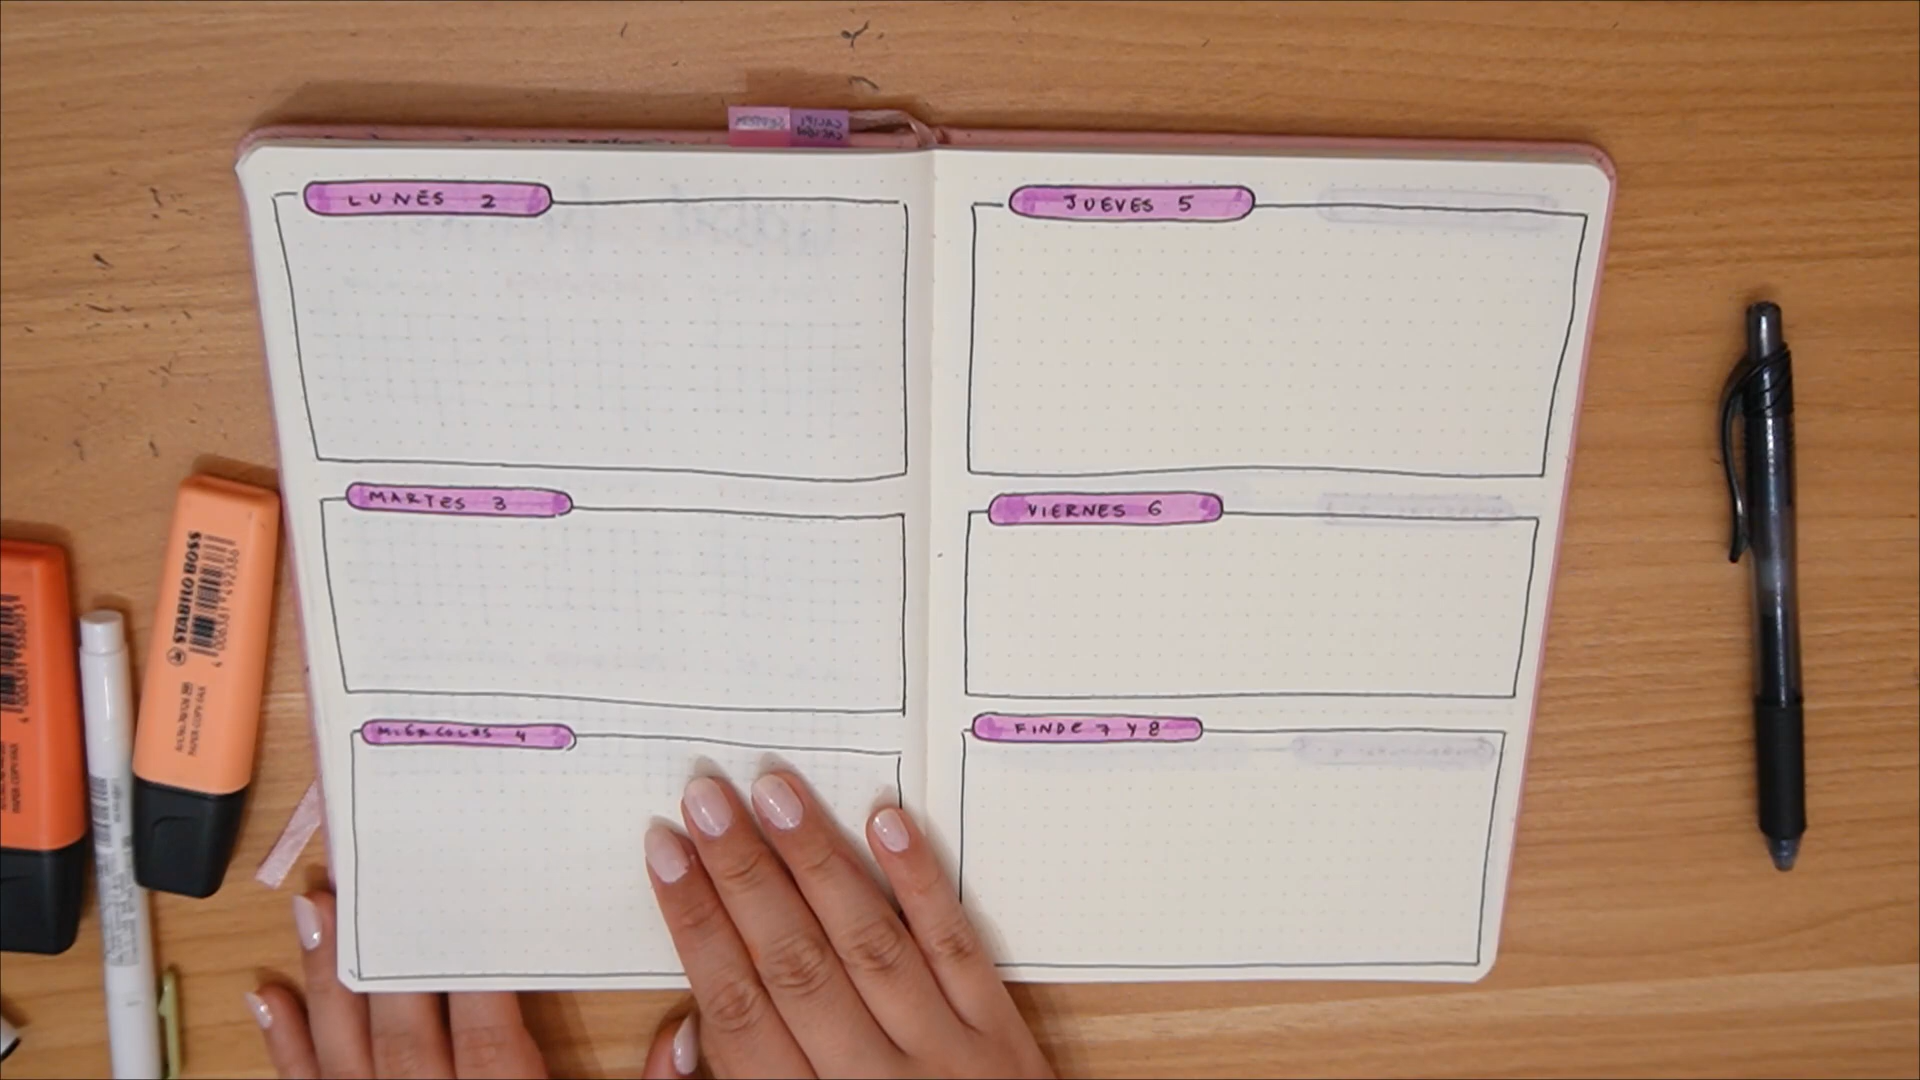 LUNES 2
MARTES 3
MIÉRCOLES 4
JUEVES 5
VIERNES 6
FINDE 7 Y 8
STABILO BOSS